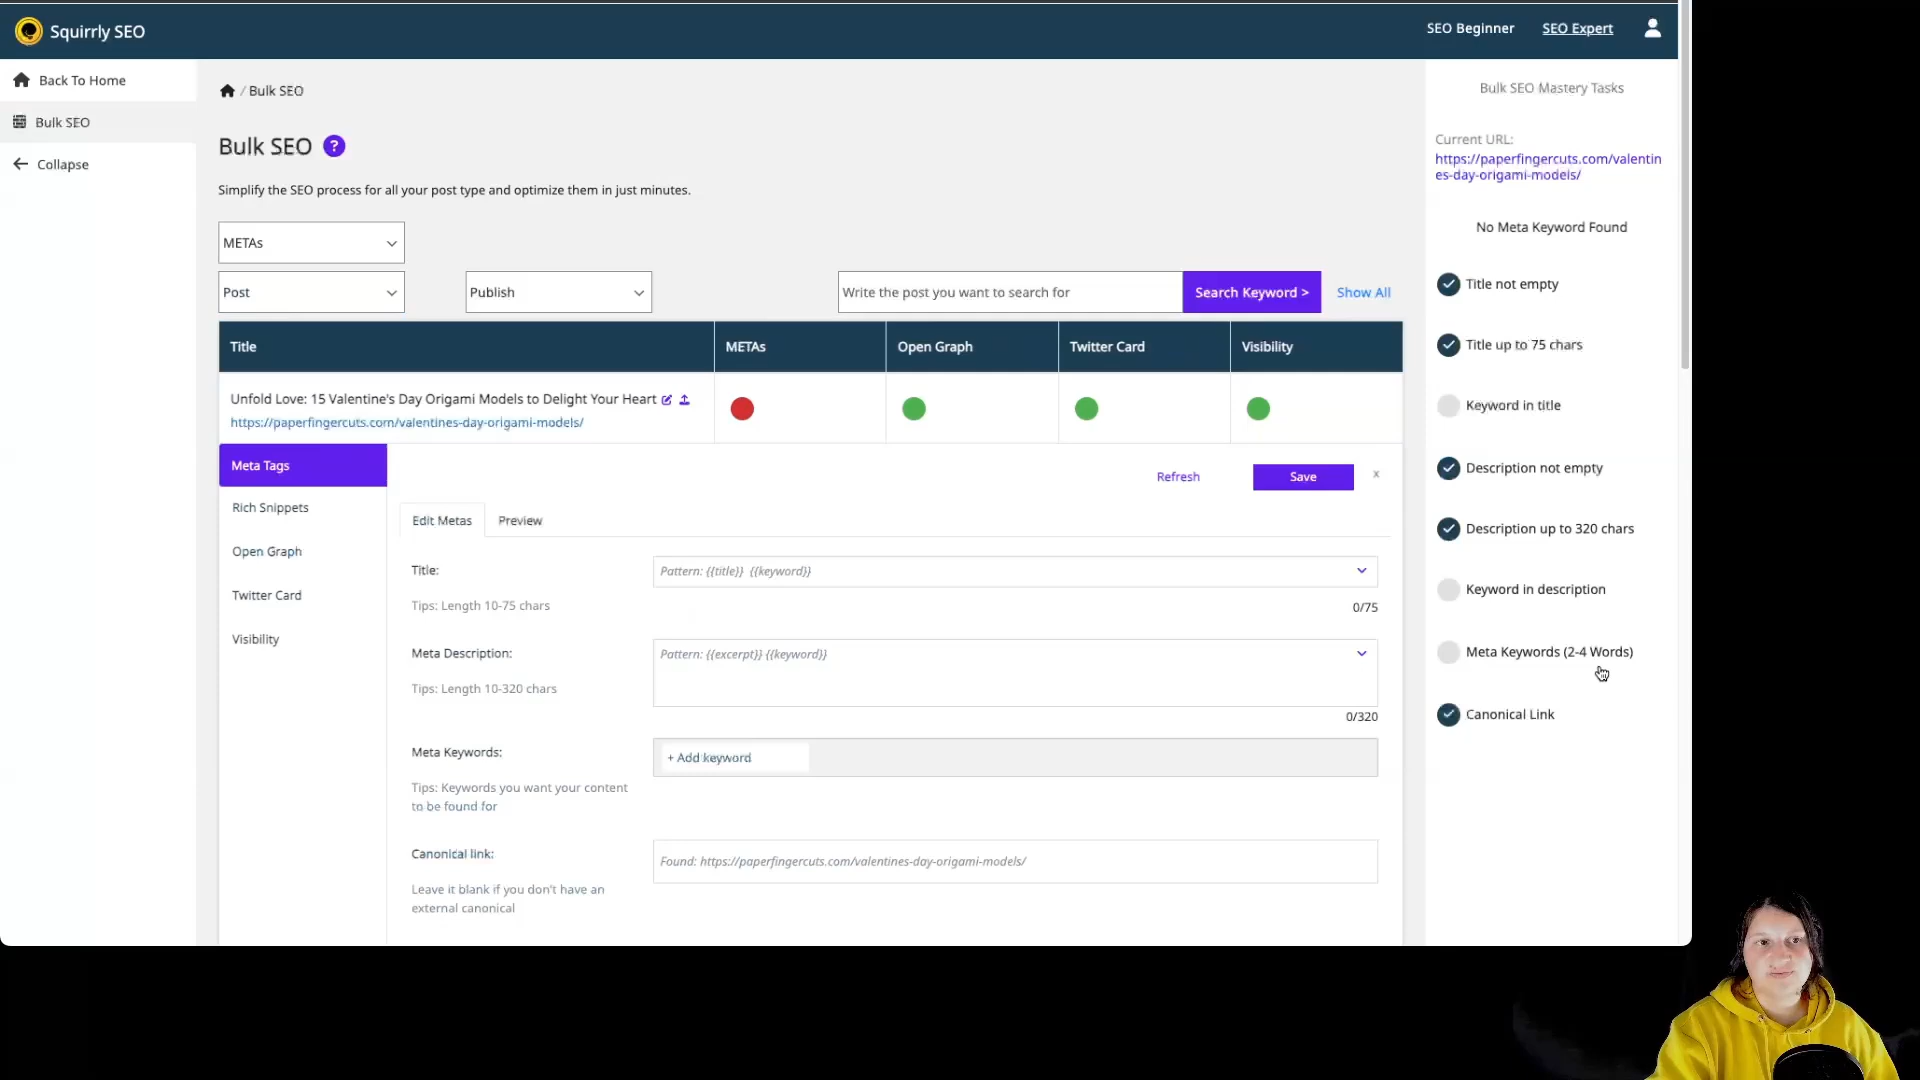 Squirrly SEO
SEO Beginner
SEO Expert
Back To Home
Bulk SEO
Collapse
/ Bulk SEO
Bulk SEO ?
Simplify the SEO process for all your post type and optimize them in just minutes.
METAs
Post
Publish
Write the post you want to search for
Search Keyword >
Show All
Title
METAs
Open Graph
Twitter Card
Visibility
Unfold Love: 15 Valentine's Day Origami Models to Delight Your Heart
https://paperfingercuts.com/valentines-day-origami-models/
Meta Tags
Rich Snippets
Open Graph
Twitter Card
Visibility
Refresh
Save
x
Edit Metas
Preview
Title:
Pattern: {{title}} {{keyword}}
Tips: Length 10-75 chars
0/75
Meta Description:
Pattern: {{excerpt}} {{keyword}}
Tips: Length 10-320 chars
0/320
Meta Keywords:
+ Add keyword
Tips: Keywords you want your content
to be found for
Canonical link:
Found: https://paperfingercuts.com/valentines-day-origami-models/
Leave it blank if you don't have an
external canonical
Bulk SEO Mastery Tasks
Current URL:
https://paperfingercuts.com/valentin
es-day-origami-models/
No Meta Keyword Found
Title not empty
Title up to 75 chars
Keyword in title
Description not empty
Description up to 320 chars
Keyword in description
Meta Keywords (2-4 Words)
Canonical Link